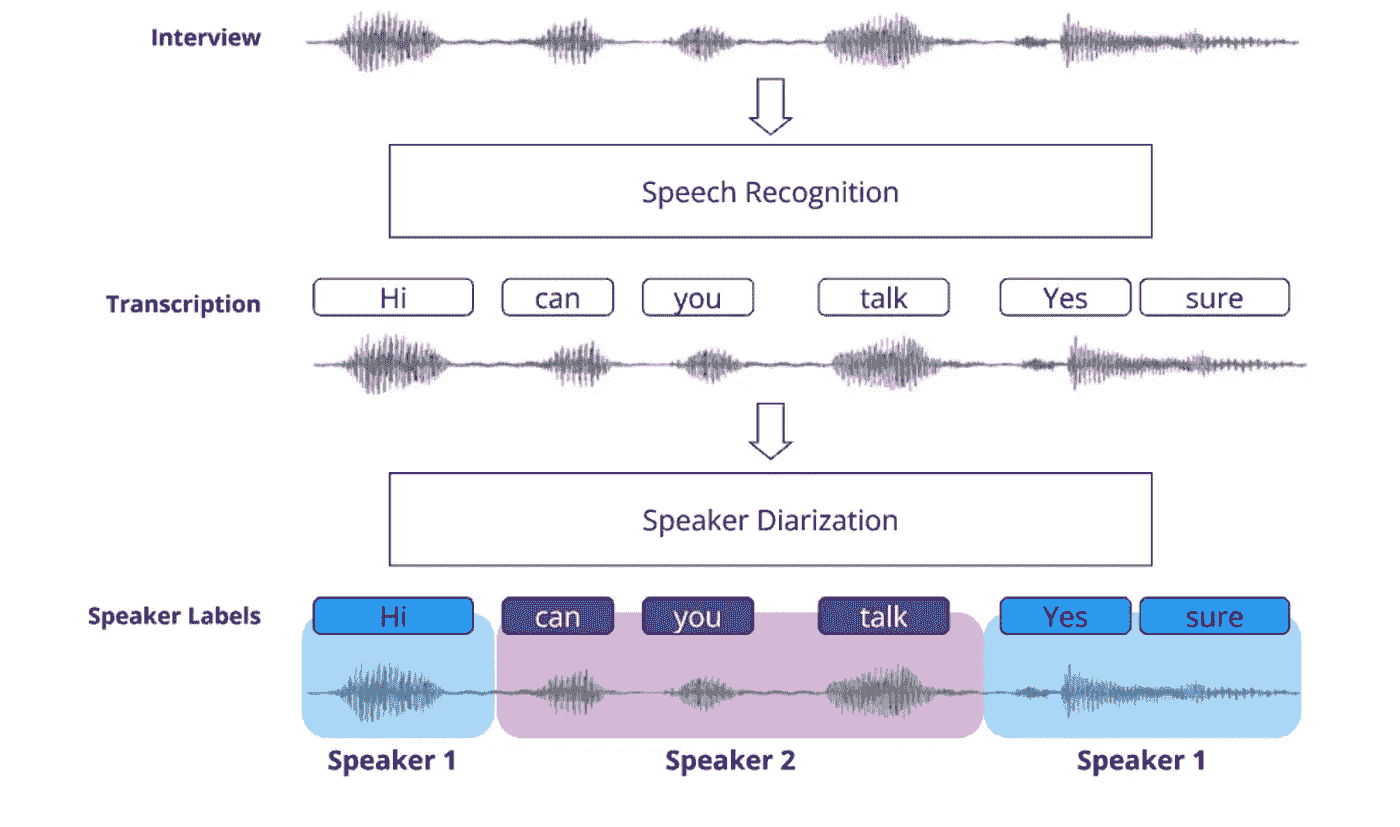 Interview
Speech Recognition
Transcription Hi can you talk Yes sure
Speaker Diarization
Speaker Labels Hi can you talk Yes sure
Speaker 1 Speaker 2 Speaker 1